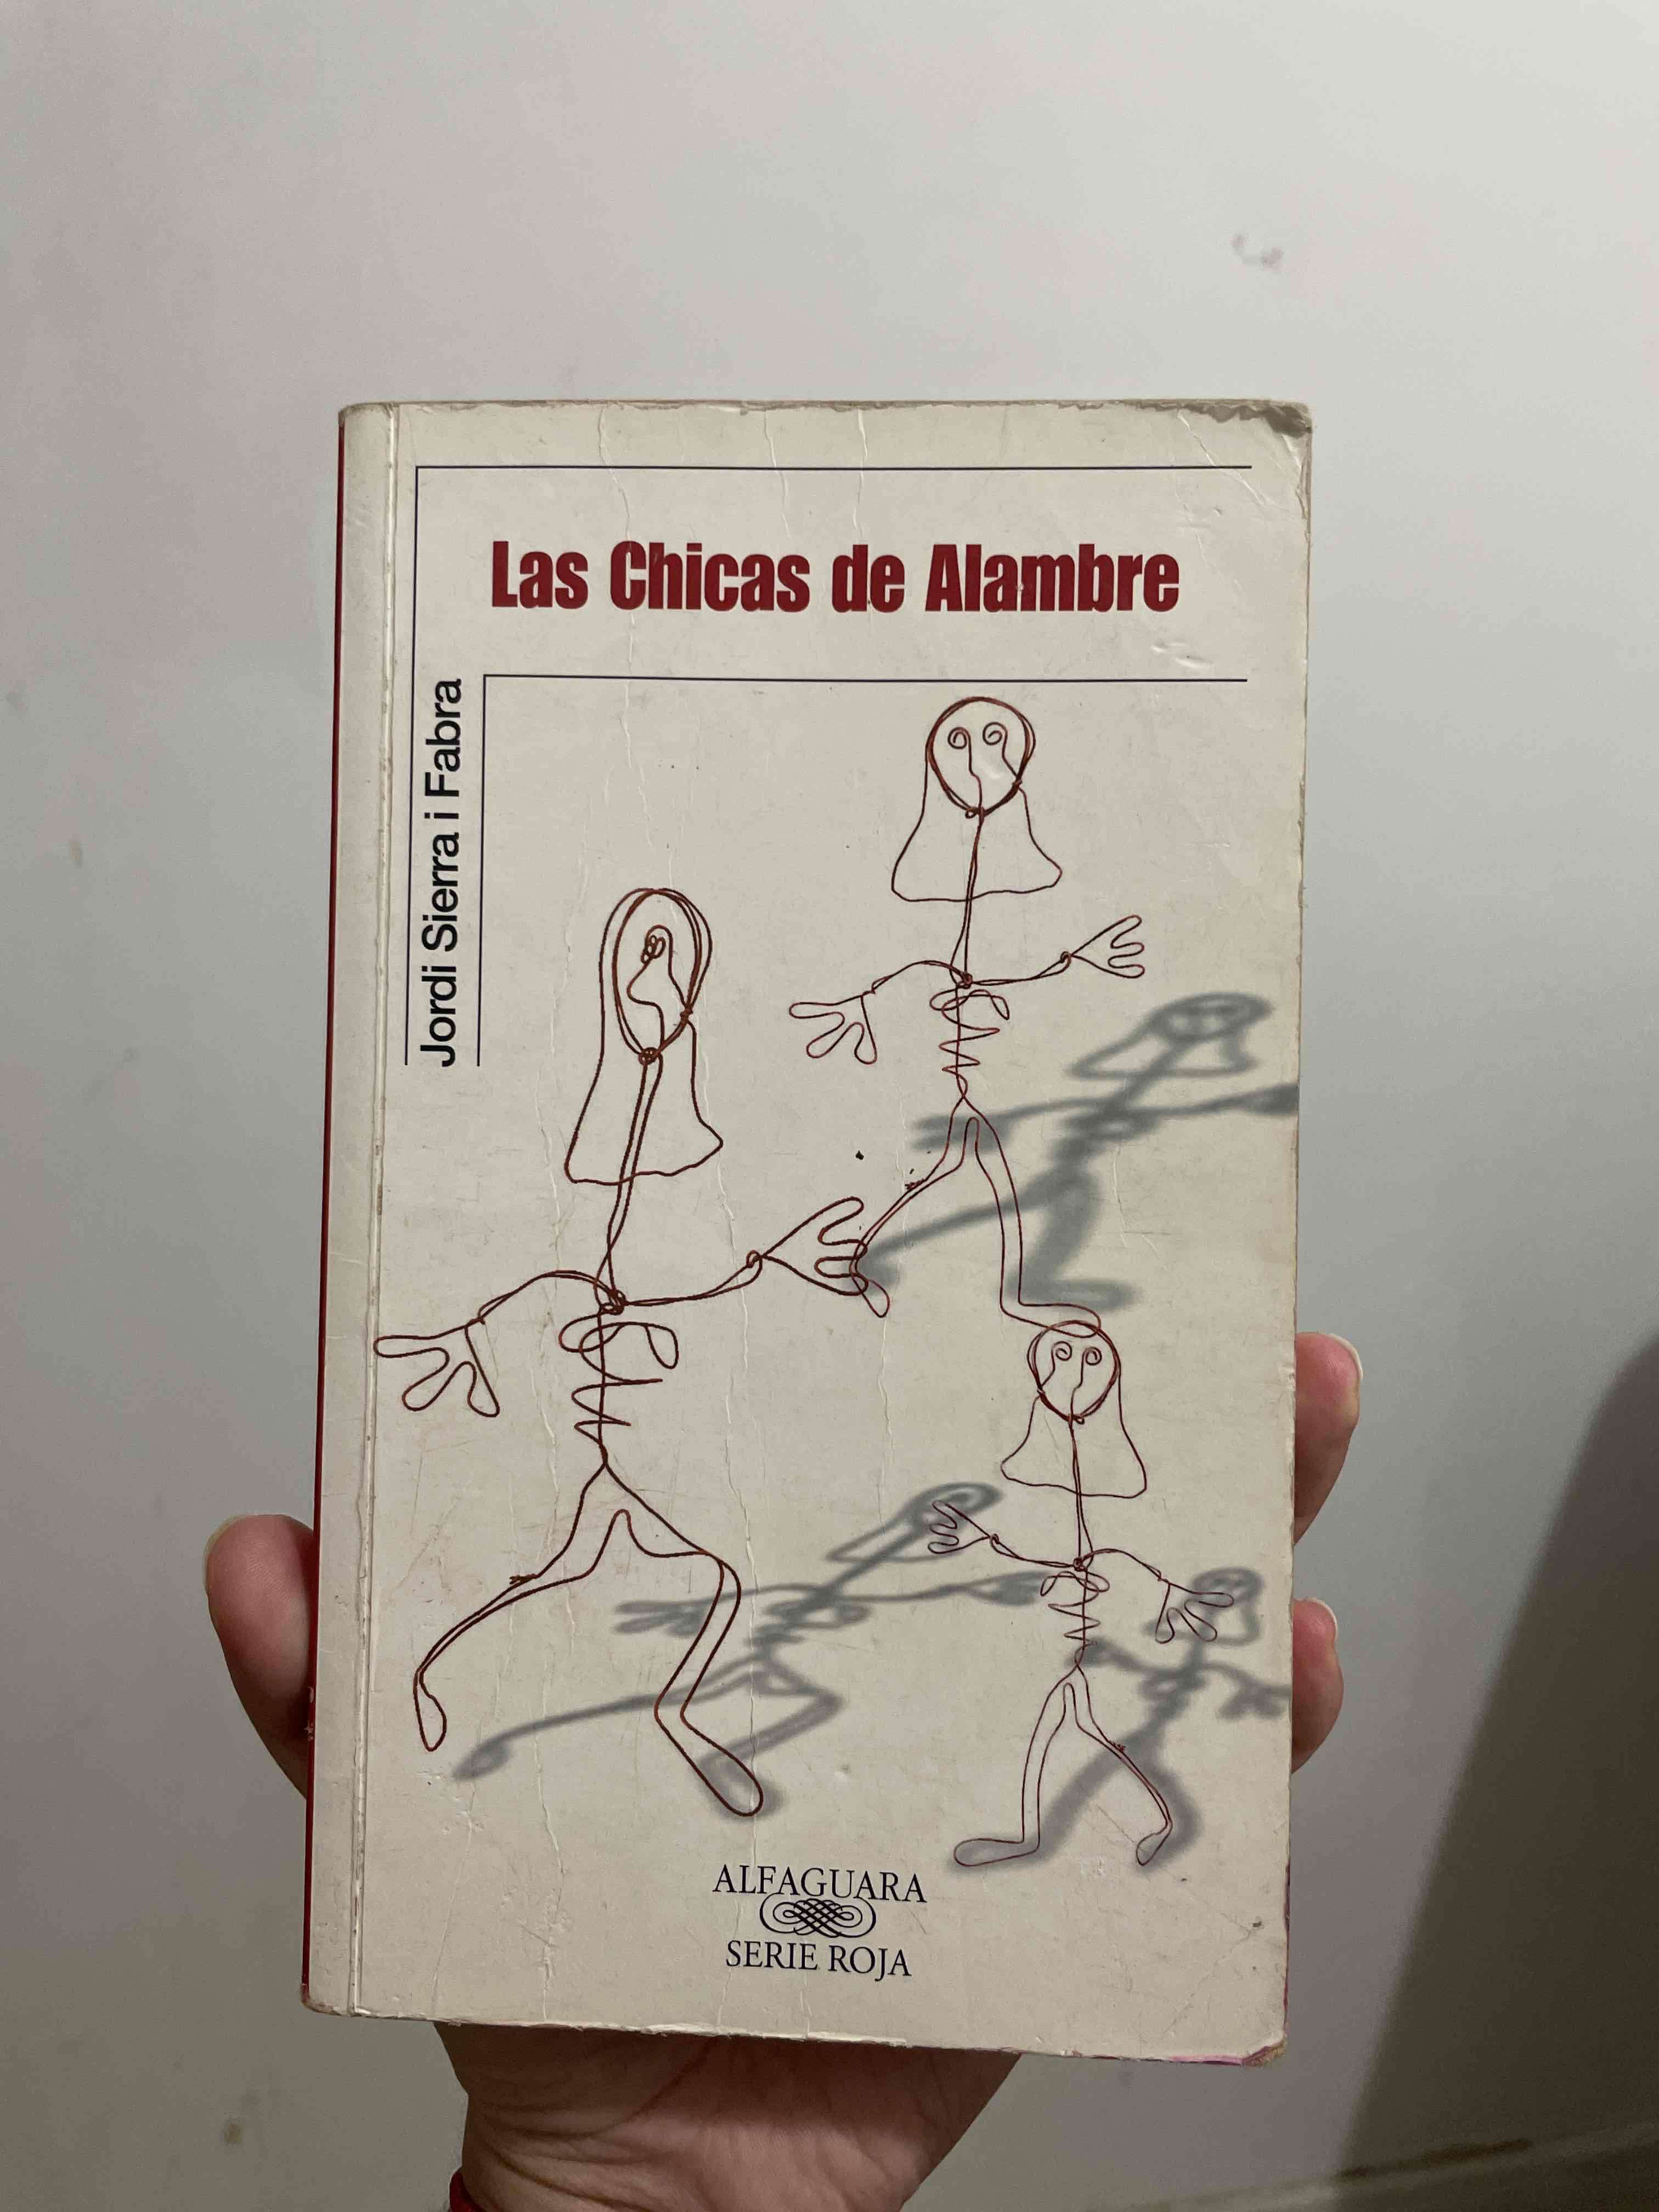 Las Chicas de Alambre
Jordi Sierra i Fabra
ALFAGUARA
SERIE ROJA